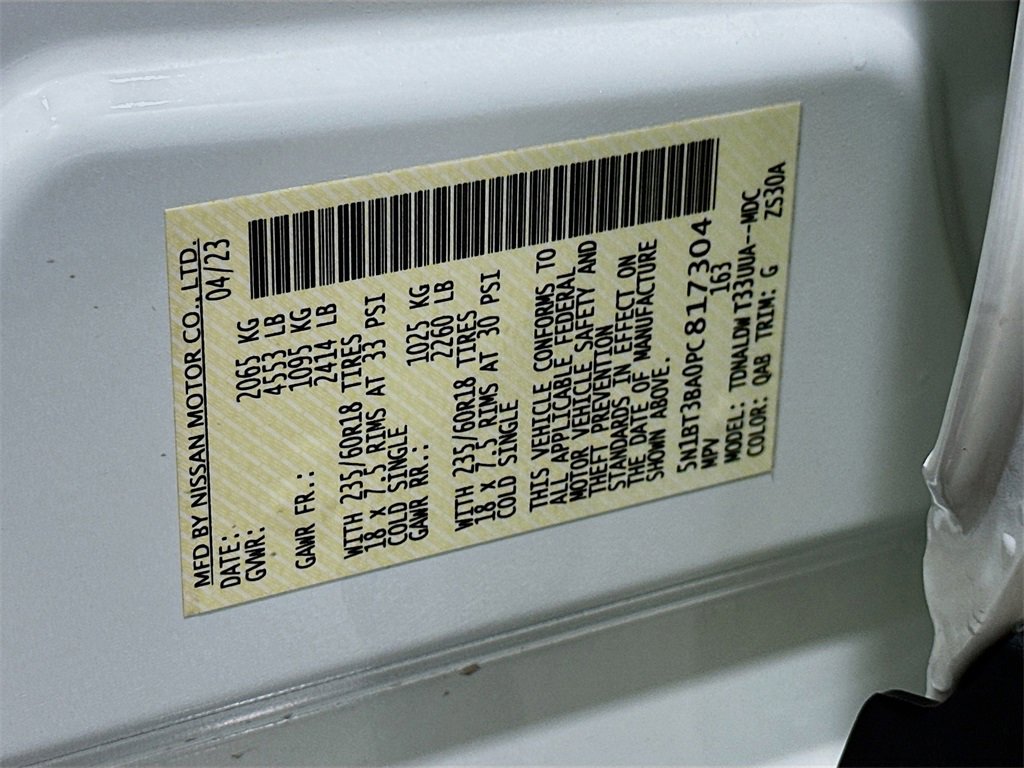 MFD BY NISSAN MOTOR CO., LTD.
DATE: 04/23
GVWR: 2065 KG
4553 LB
GAWR FR.: 1095 KG
2414 LB
WITH 235/60R18 TIRES
18 x 7.5 RIMS AT 33 PSI
COLD SINGLE
GAWR RR.: 1025 KG
2260 LB
WITH 235/60R18 TIRES
18 x 7.5 RIMS AT 30 PSI
COLD SINGLE
THIS VEHICLE CONFORMS TO
ALL APPLICABLE FEDERAL
MOTOR VEHICLE SAFETY AND
THEFT PREVENTION
STANDARDS IN EFFECT ON
THE DATE OF MANUFACTURE
SHOWN ABOVE.
5N1BT3BA0PC817304
MPV 163
MODEL: TDNALDW T33UUA--MDC
COLOR: QAB TRIM: G ZS30A